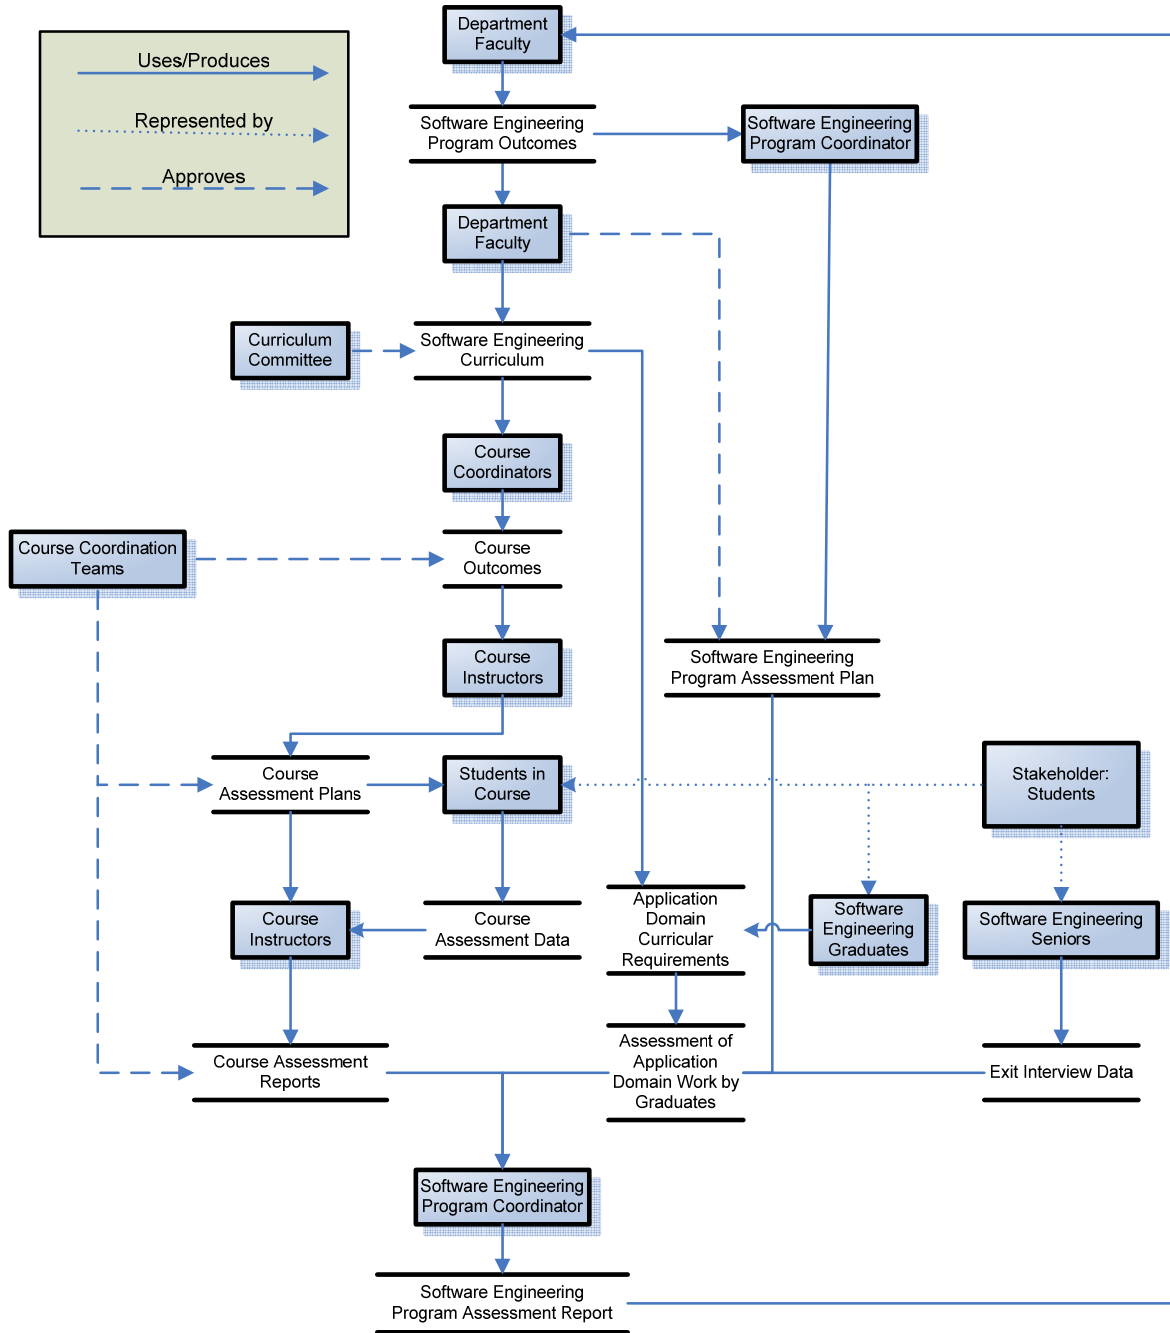 Uses/Produces
Represented by
Approves
Department
Faculty
Software Engineering
Program Outcomes
Software Engineering
Program Coordinator
Department
Faculty
Curriculum
Committee
Software Engineering
Curriculum
Course
Coordinators
Course Coordination
Teams
Course
Outcomes
Course
Instructors
Software Engineering
Program Assessment Plan
Course
Assessment Plans
Students in
Course
Stakeholder:
Students
Course
Instructors
Course
Assessment Data
Application
Domain
Curricular
Requirements
Software
Engineering
Graduates
Software Engineering
Seniors
Course Assessment
Reports
Assessment of
Application
Domain Work by
Graduates
Exit Interview Data
Software Engineering
Program Coordinator
Software Engineering
Program Assessment Report